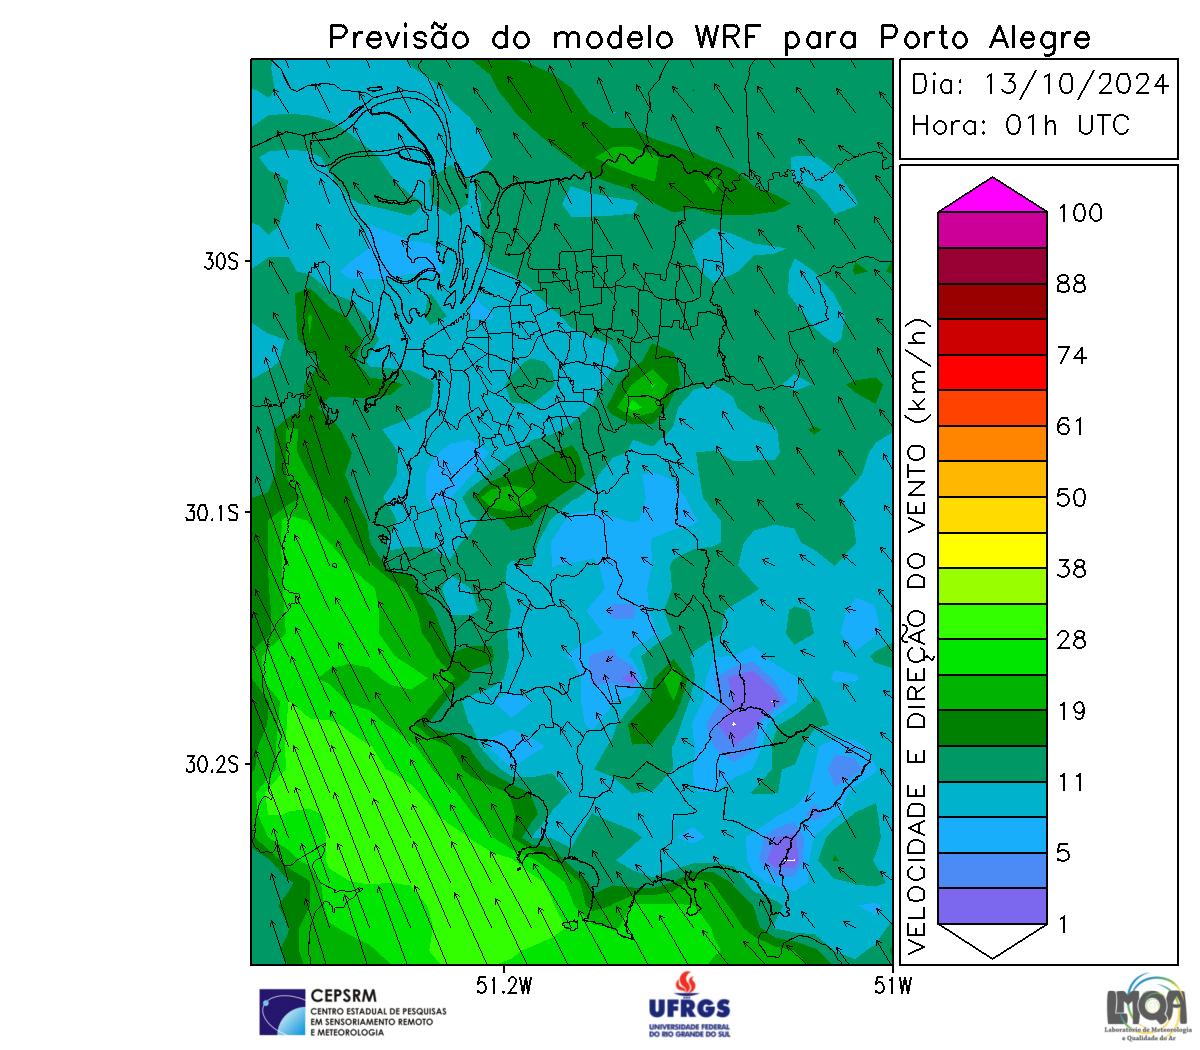 Previsão do modelo WRF para Porto Alegre
Dia: 13/10/2024
Hora: 01h UTC
30S
30.1S
30.2S
51.2W
51W
VELOCIDADE E DIREÇÃO DO VENTO (km/h)
100
88
74
61
50
38
28
19
11
5
1
CEPSRM
CENTRO ESTADUAL DE PESQUISAS
EM SENSORIAMENTO REMOTO
E METEOROLOGIA
UFRGS
UNIVERSIDADE FEDERAL
DO RIO GRANDE DO SUL
LMQA
Laboratório de Meteorologia
e Qualidade do Ar